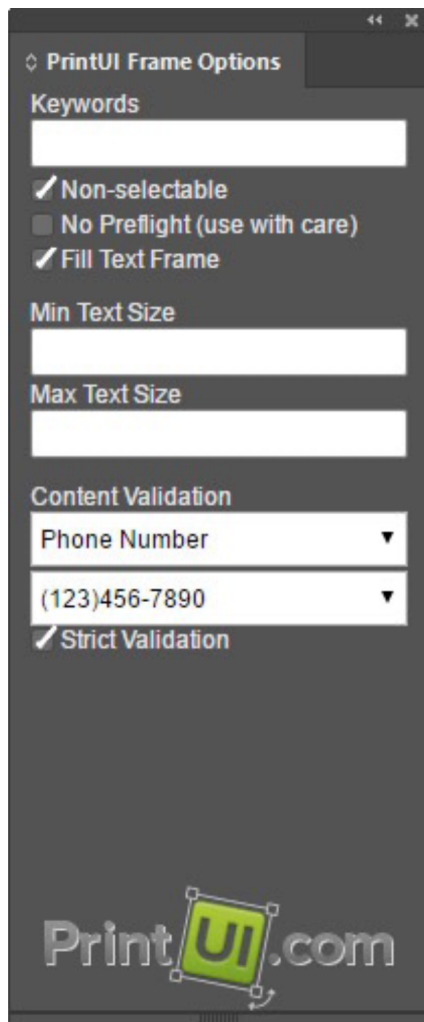 PrintUI Frame Options
Keywords
Non-selectable
No Preflight (use with care)
Fill Text Frame
Min Text Size
Max Text Size
Content Validation
Phone Number
(123)456-7890
Strict Validation
PrintUI.com